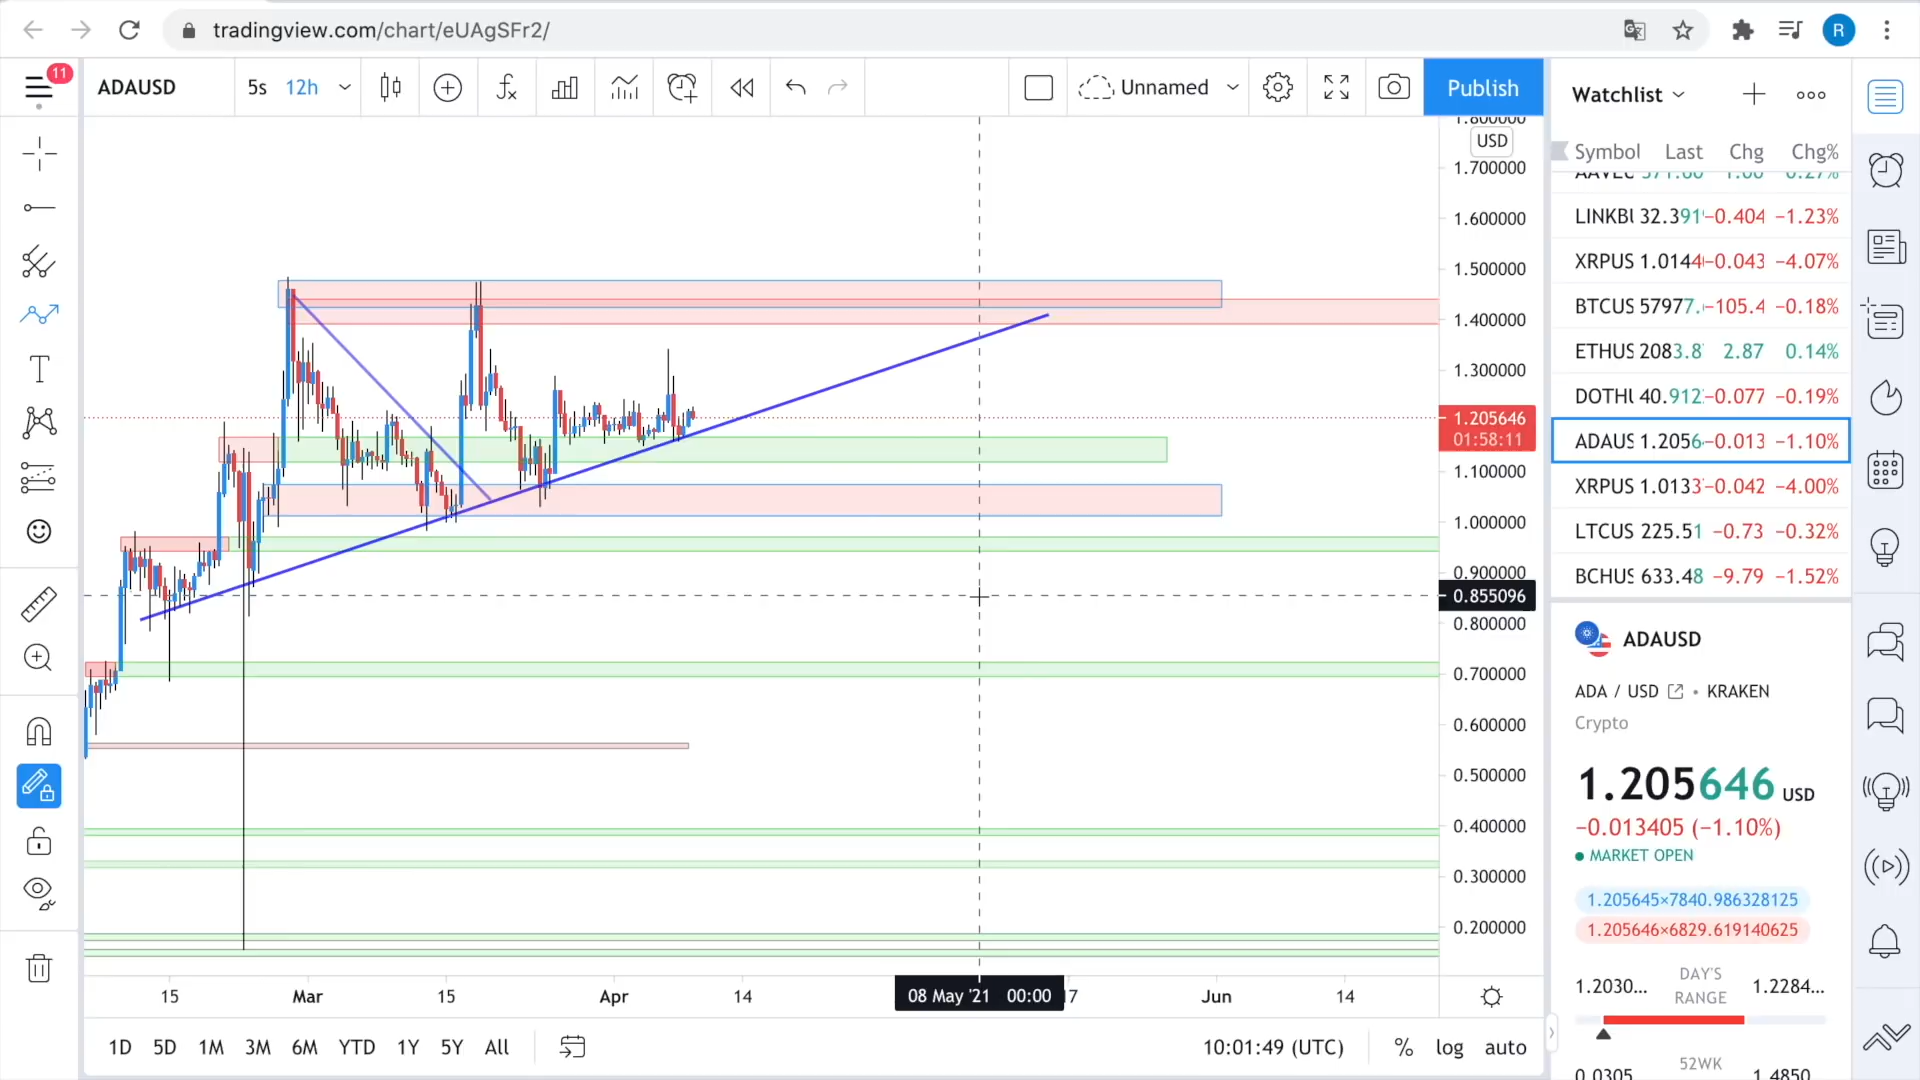 tradingview.com/chart/eUAgSFr2/
R
11
ADAUSD
5s 12h
Unnamed
Publish
Watchlist
Symbol Last Chg Chg%
LINKBU 32.391 -0.404 -1.23%
XRPUS 1.0144 -0.043 -4.07%
BTCUS 57977. -105.4 -0.18%
ETHUS 2083.8 2.87 0.14%
DOTHU 40.912 -0.077 -0.19%
ADAUS 1.2056 -0.013 -1.10%
XRPUS 1.0133 -0.042 -4.00%
LTCUS 225.51 -0.73 -0.32%
BCHUS 633.48 -9.79 -1.52%
1.800000
USD
1.700000
1.600000
1.500000
1.400000
1.300000
1.205646
01:58:11
1.100000
1.000000
0.900000
0.855096
0.800000
0.700000
0.600000
0.500000
0.400000
0.300000
0.200000
15 Mar 15 Apr 14 08 May '21 00:00 17 Jun 14
1D 5D 1M 3M 6M YTD 1Y 5Y All
10:01:49 (UTC) % log auto
ADAUSD
ADA / USD • KRAKEN
Crypto
1.205646 USD
−0.013405 (−1.10%)
MARKET OPEN
1.205645×7840.986328125
1.205646×6829.619140625
1.2030... DAY'S RANGE 1.2284...
0.0305 52WK 1.4850